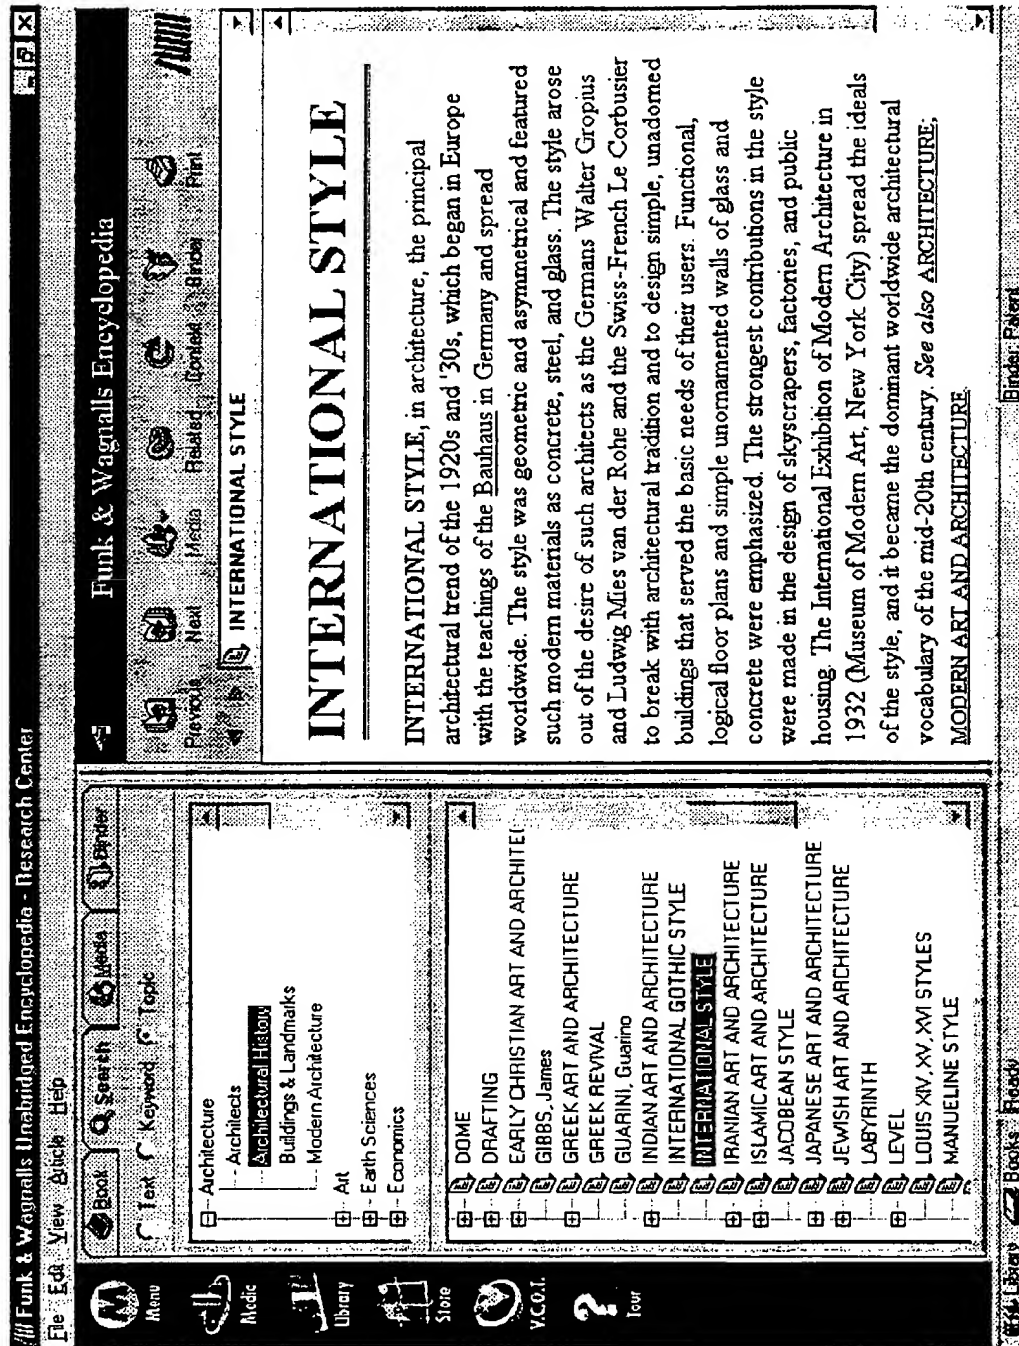 Funk & Wagnalls Unabridged Encyclopedia - Research Center
File Edit View Article Help
Menu
Media
Library
Store
V.C.O.T.
Tour
Book Search Media Binder
Text Keyword Topic
Architecture
Architects
Architectural History
Buildings & Landmarks
Modern Architecture
Art
Earth Sciences
Economics
DOME
DRAFTING
EARLY CHRISTIAN ART AND ARCHITEC
GIBBS, James
GREEK ART AND ARCHITECTURE
GREEK REVIVAL
GUARINI, Guarino
INDIAN ART AND ARCHITECTURE
INTERNATIONAL GOTHIC STYLE
INTERNATIONAL STYLE
IRANIAN ART AND ARCHITECTURE
ISLAMIC ART AND ARCHITECTURE
JACOBEAN STYLE
JAPANESE ART AND ARCHITECTURE
JEWISH ART AND ARCHITECTURE
LABYRINTH
LEVEL
LOUIS XIV, XV, XVI STYLES
MANUELINE STYLE
Funk & Wagnalls Encyclopedia
Previous Next Media Related Context Binder Print
INTERNATIONAL STYLE
INTERNATIONAL STYLE
INTERNATIONAL STYLE, in architecture, the principal
architectural trend of the 1920s and '30s, which began in Europe
with the teachings of the Bauhaus in Germany and spread
worldwide. The style was geometric and asymmetrical and featured
such modern materials as concrete, steel, and glass. The style arose
out of the desire of such architects as the Germans Walter Gropius
and Ludwig Mies van der Rohe and the Swiss-French Le Corbusier
to break with architectural tradition and to design simple, unadorned
buildings that served the basic needs of their users. Functional,
logical floor plans and simple unornamented walls of glass and
concrete were emphasized. The strongest contributions in the style
were made in the design of skyscrapers, factories, and public
housing. The International Exhibition of Modern Architecture in
1932 (Museum of Modern Art, New York City) spread the ideals
of the style, and it became the dominant worldwide architectural
vocabulary of the mid-20th century. See also ARCHITECTURE;
MODERN ART AND ARCHITECTURE.
Library Books Ready Binder: Patent